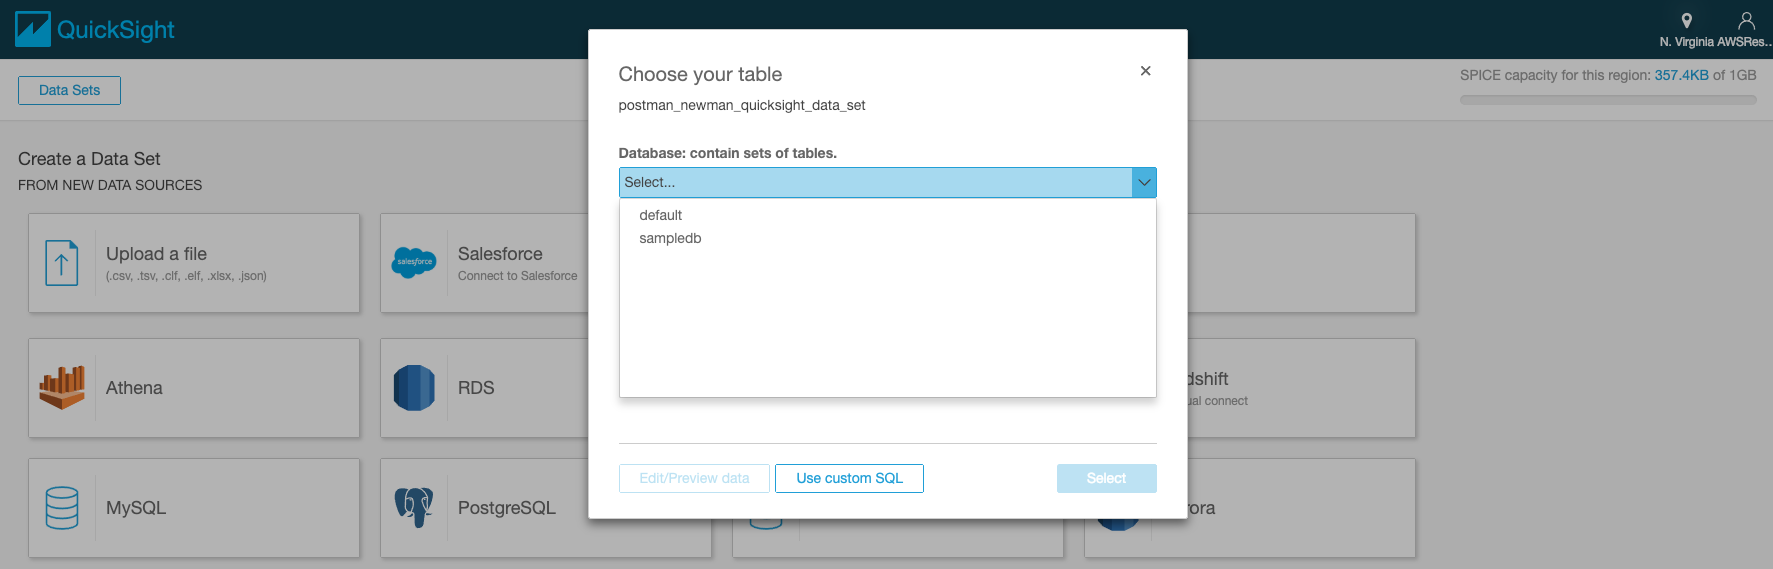 QuickSight
N. Virginia AWSRes...
Data Sets
SPICE capacity for this region: 357.4KB of 1GB
Choose your table
postman_newman_quicksight_data_set
Database: contain sets of tables.
Select...
default
sampledb
Edit/Preview data
Use custom SQL
Select
Create a Data Set
FROM NEW DATA SOURCES
Upload a file
(.csv, .tsv, .clf, .elf, .xlsx, .json)
salesforce
Salesforce
Connect to Salesforce
Athena
RDS
dshift
ual connect
MySQL
PostgreSQL
rora